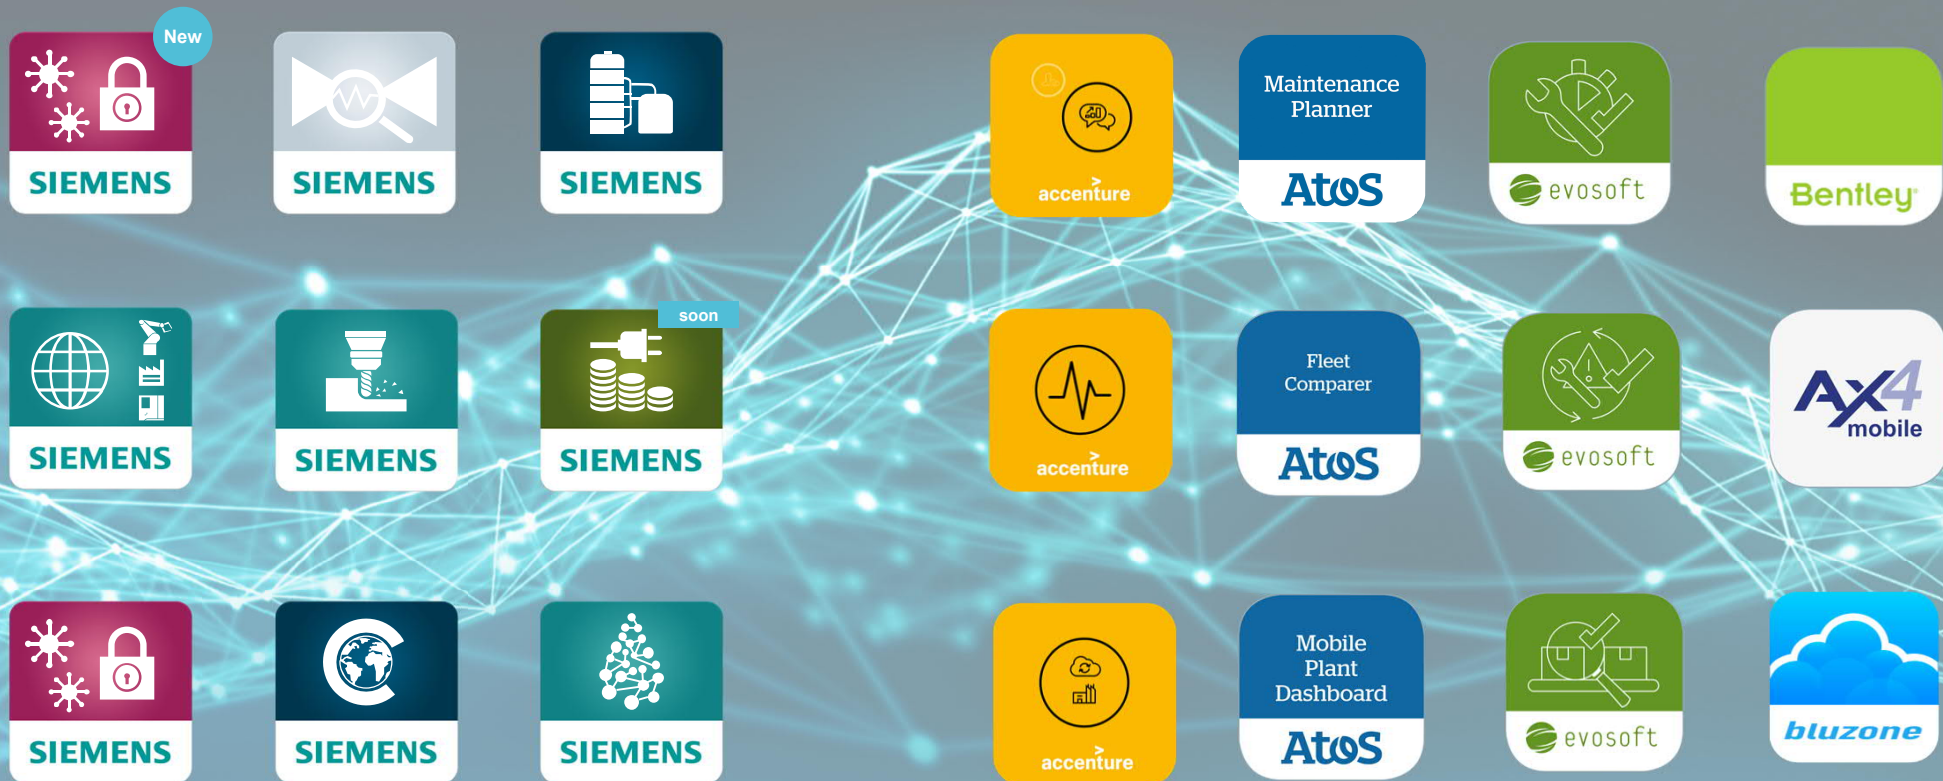 New
SIEMENS
SIEMENS
SIEMENS
accenture
Maintenance
Planner
Atos
evosoft
Bentley
SIEMENS
SIEMENS
soon
SIEMENS
accenture
Fleet
Comparer
Atos
evosoft
AX4
mobile
SIEMENS
SIEMENS
SIEMENS
accenture
Mobile
Plant
Dashboard
Atos
evosoft
bluzone